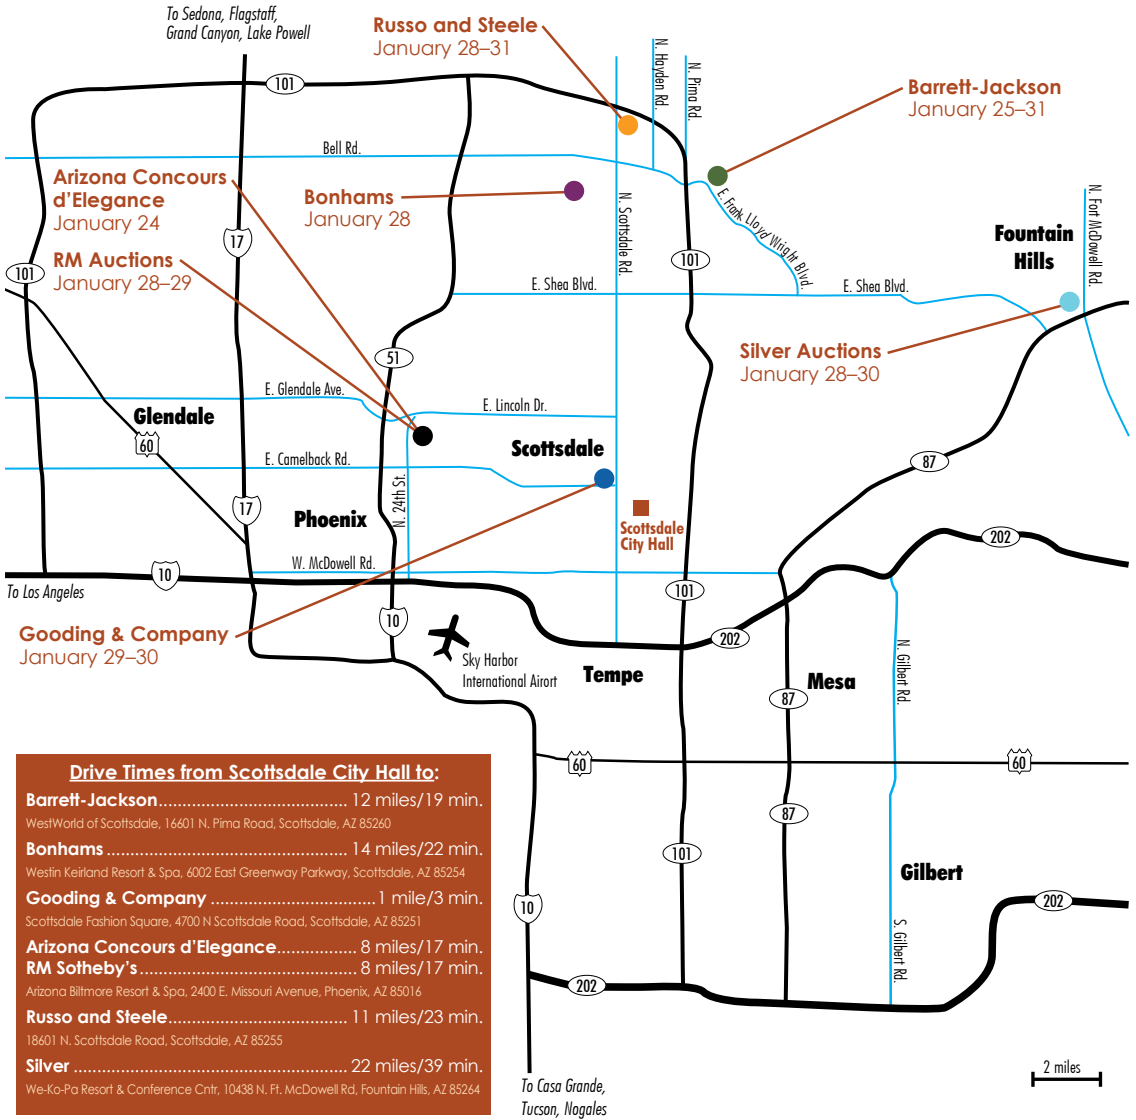 To Sedona, Flagstaff,
Grand Canyon, Lake Powell
Russo and Steele
January 28–31
N. Hayden Rd.
N. Pima Rd.
101
Barrett-Jackson
January 25–31
Bell Rd.
Arizona Concours
d’Elegance
January 24
Bonhams
January 28
N. Scottsdale Rd.
E. Frank Lloyd Wright Blvd.
N. Fort McDowell Rd.
Fountain
Hills
17
RM Auctions
January 28–29
101
101
E. Shea Blvd.
E. Shea Blvd.
51
Silver Auctions
January 28–30
E. Glendale Ave.
E. Lincoln Dr.
Glendale
60
Scottsdale
E. Camelback Rd.
87
N. 24th St.
17
Phoenix
Scottsdale
City Hall
202
W. McDowell Rd.
10
To Los Angeles
101
10
Gooding & Company
January 29–30
202
Sky Harbor
International Airort
Tempe
Mesa
N. Gilbert Rd.
87
60
60
87
101
Gilbert
10
202
S. Gilbert Rd.
202
Drive Times from Scottsdale City Hall to:
Barrett-Jackson........................................ 12 miles/19 min.
WestWorld of Scottsdale, 16601 N. Pima Road, Scottsdale, AZ 85260
Bonhams ................................................... 14 miles/22 min.
Westin Keirland Resort & Spa, 6002 East Greenway Parkway, Scottsdale, AZ 85254
Gooding & Company ...................................1 mile/3 min.
Scottsdale Fashion Square, 4700 N Scottsdale Road, Scottsdale, AZ 85251
Arizona Concours d’Elegance................. 8 miles/17 min.
RM Sotheby’s .............................................. 8 miles/17 min.
Arizona Biltmore Resort & Spa, 2400 E. Missouri Avenue, Phoenix, AZ 85016
Russo and Steele....................................... 11 miles/23 min.
18601 N. Scottsdale Road, Scottsdale, AZ 85255
Silver .......................................................... 22 miles/39 min.
We-Ko-Pa Resort & Conference Cntr, 10438 N. Ft. McDowell Rd, Fountain Hills, AZ 85264
2 miles
To Casa Grande,
Tucson, Nogales